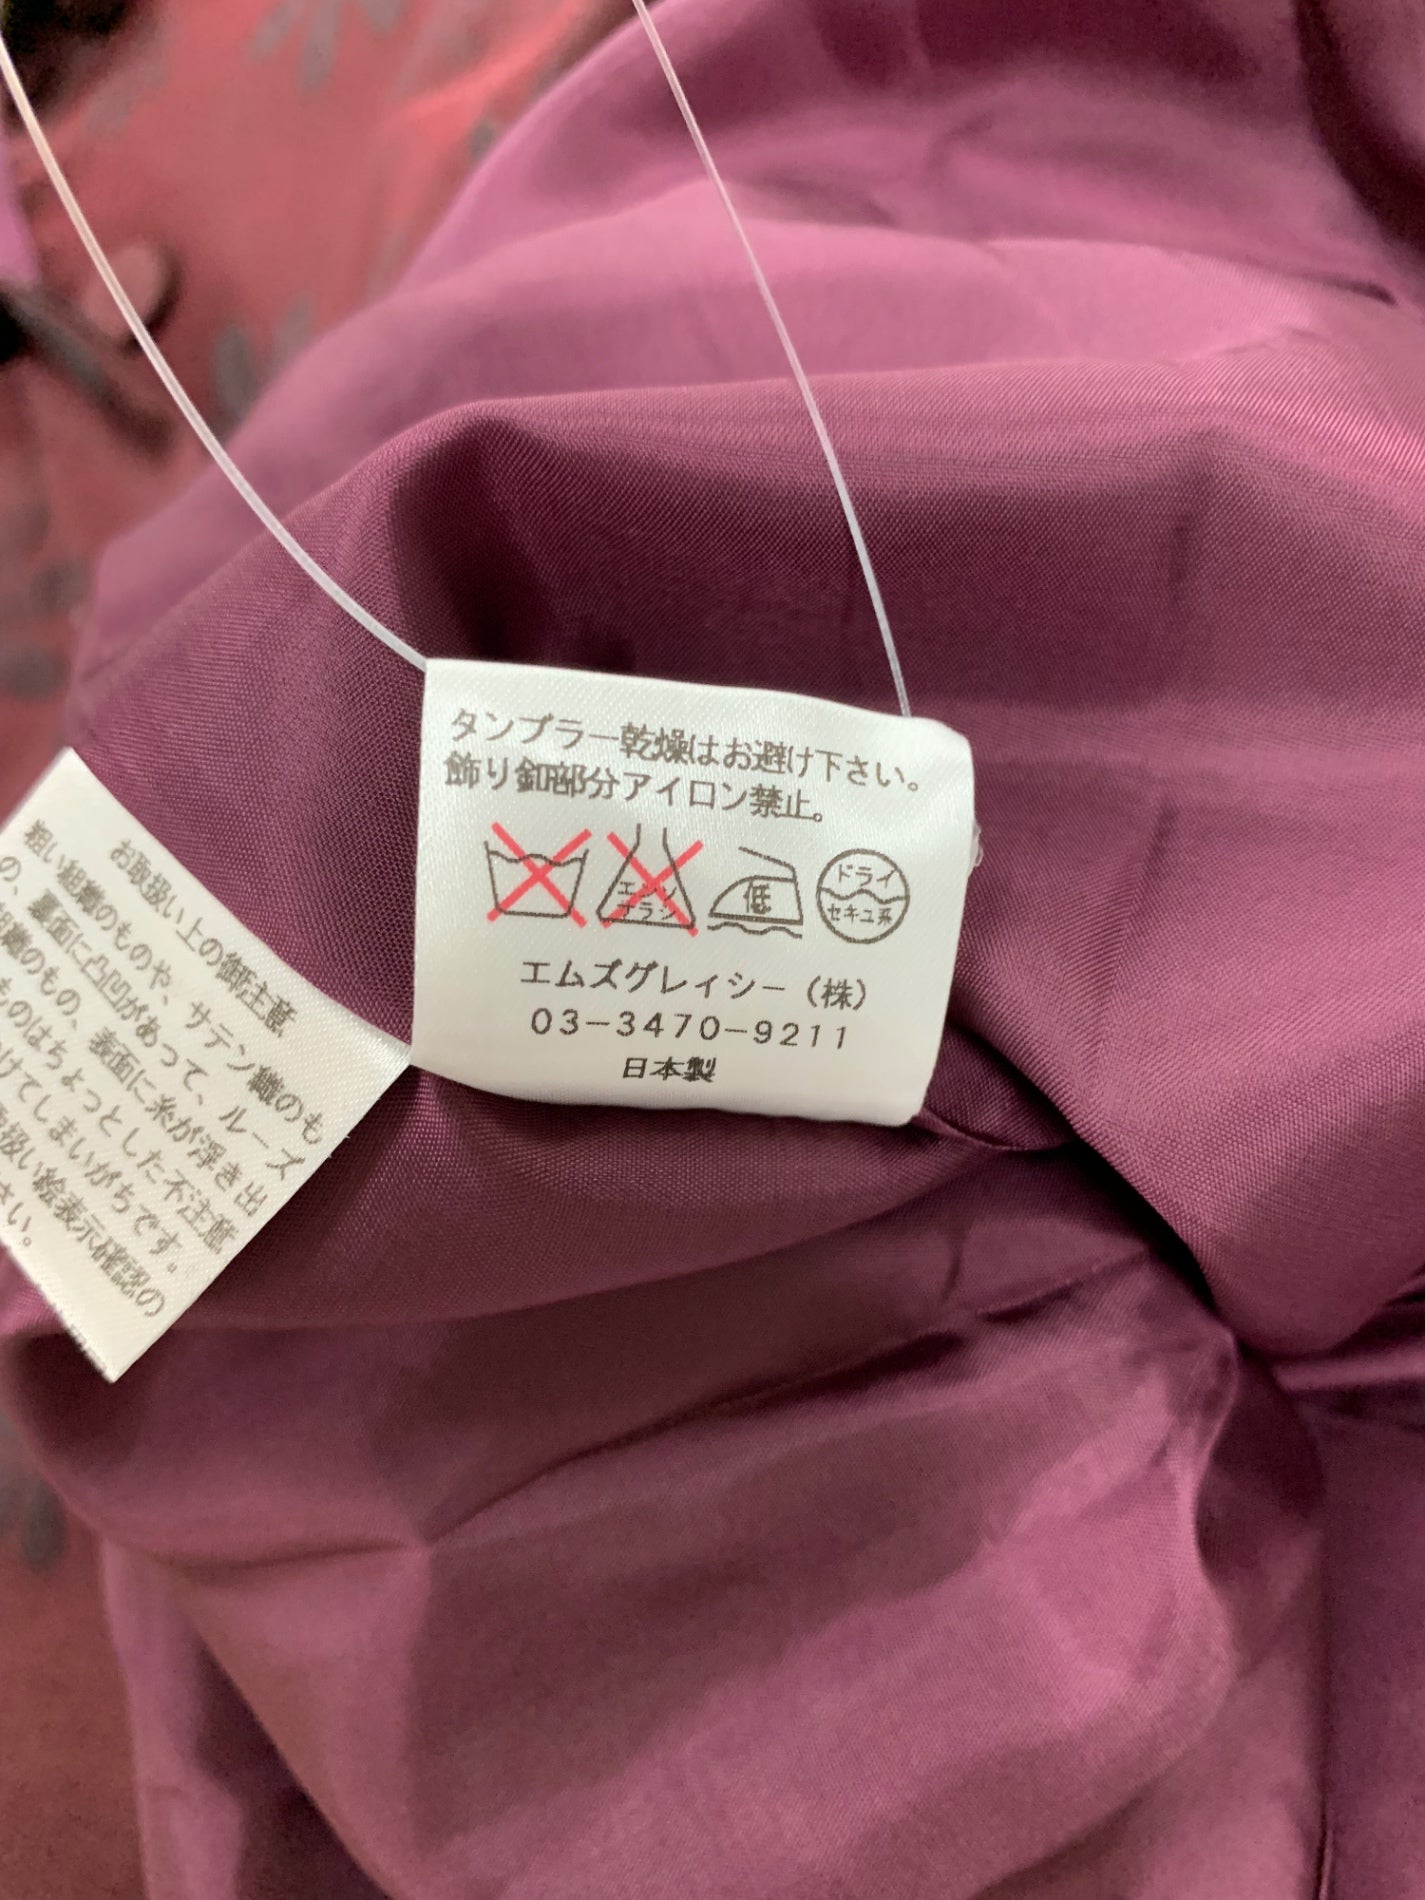 タンブラー乾燥はお避け下さい。
飾り釦部分アイロン禁止。
エンソ
フラシ
低
ドライ
セキユ系
エムズグレイシー（株）
03-3470-9211
日本製
お取扱い上の御注意
粗い組織のものや、サテン織のも
の、裏面に凸凹があって、ルーズ
組織のもの、表面に糸が浮き出
ものはちょっとした不注意
けてしまいがちです。
扱い絵表示確認の
さい。